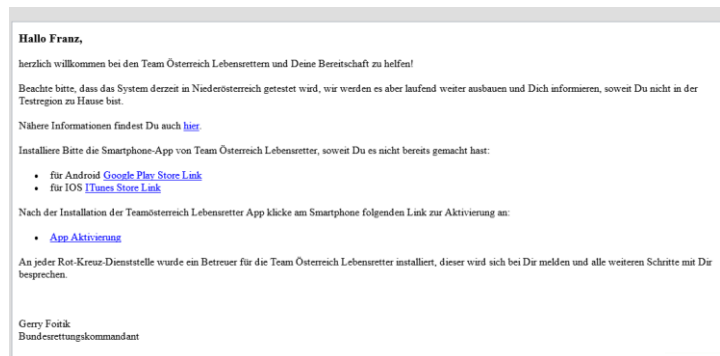 Hallo Franz,
herzlich willkommen bei den Team Österreich Lebensrettern und Deine Bereitschaft zu helfen!
Beachte bitte, dass das System derzeit in Niederösterreich getestet wird, wir werden es aber laufend weiter ausbauen und Dich informieren, soweit Du nicht in der
Testregion zu Hause bist.
Nähere Informationen findest Du auch hier.
Installiere Bitte die Smartphone-App von Team Österreich Lebensretter, soweit Du es nicht bereits gemacht hast:
• für Android Google Play Store Link
• für IOS ITunes Store Link
Nach der Installation der Teamösterreich Lebensretter App klicke am Smartphone folgenden Link zur Aktivierung an:
• App Aktivierung
An jeder Rot-Kreuz-Dienststelle wurde ein Betreuer für die Team Österreich Lebensretter installiert, dieser wird sich bei Dir melden und alle weiteren Schritte mit Dir
besprechen.
Gerry Foitik
Bundesrettungskommandant